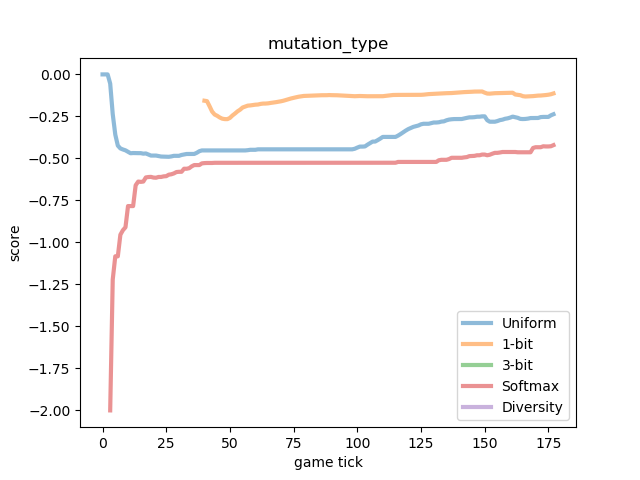 mutation_type
score
0.00
−0.25
−0.50
−0.75
−1.00
−1.25
−1.50
−1.75
−2.00
Uniform
1-bit
3-bit
Softmax
Diversity
0 25 50 75 100 125 150 175
game tick